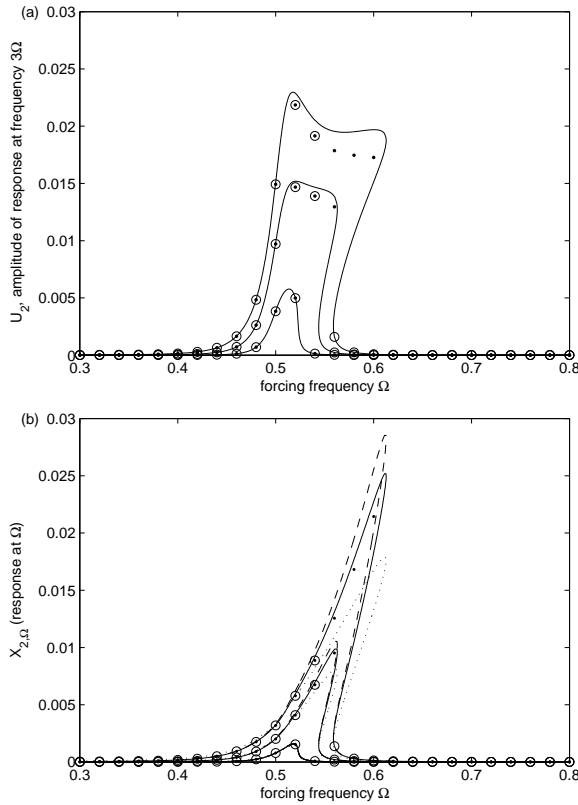 (a)
0.03
0.025
0.02
0.015
0.01
0.005
0
U₂, amplitude of response at frequency 3Ω
0.3 0.4 0.5 0.6 0.7 0.8
forcing frequency Ω
(b)
0.03
0.025
0.02
0.015
0.01
0.005
0
X₂,Ω (response at Ω)
0.3 0.4 0.5 0.6 0.7 0.8
forcing frequency Ω